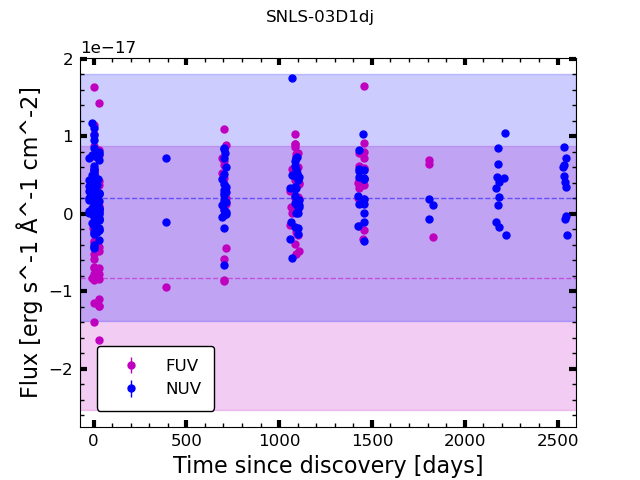 SNLS-03D1dj
1e−17
2
1
0
−1
−2
Flux [erg s^-1 Å^-1 cm^-2]
FUV
NUV
0 500 1000 1500 2000 2500
Time since discovery [days]